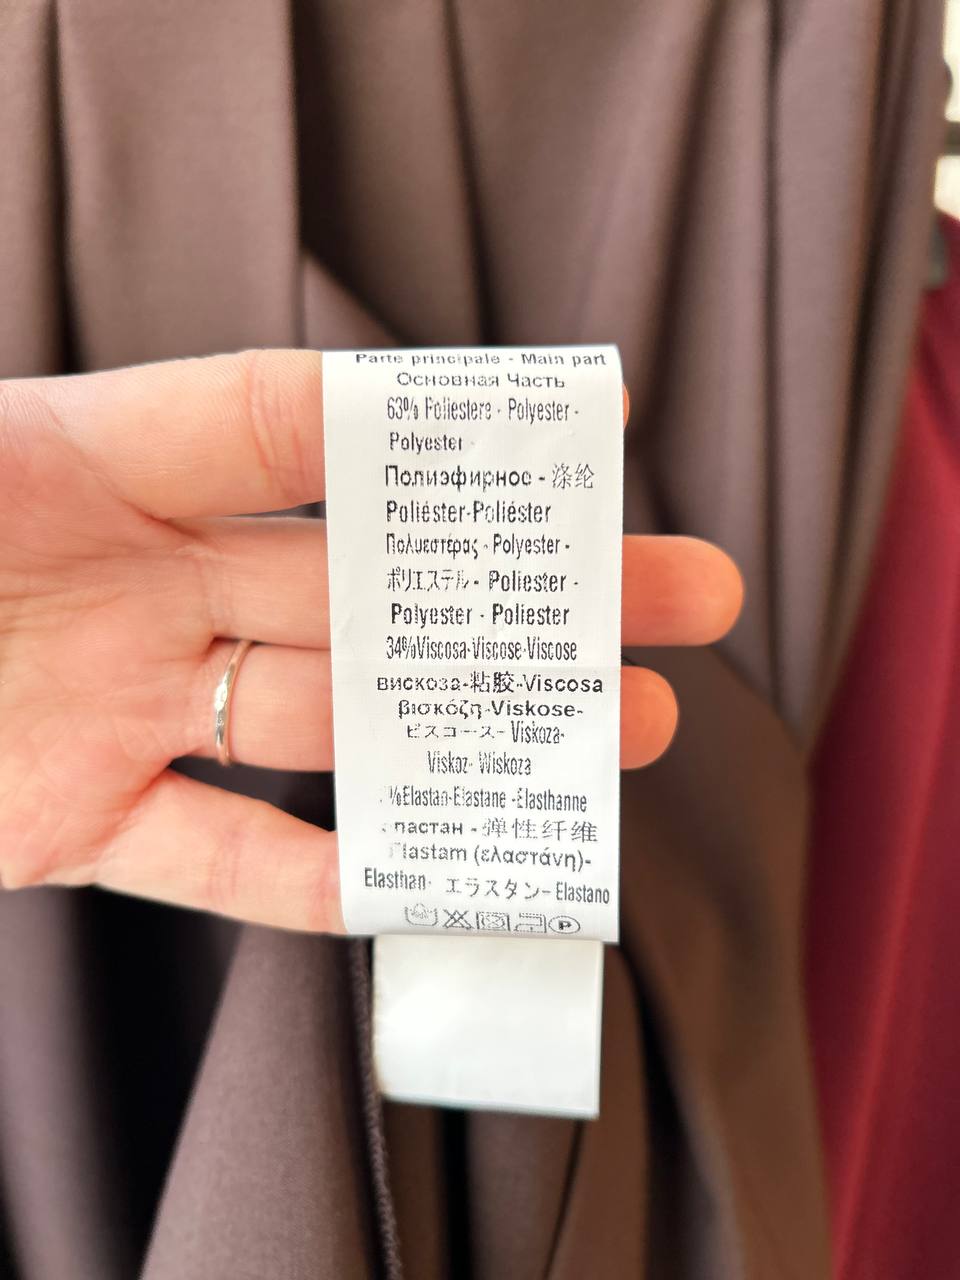 Parte principale - Main part
Основная Часть
63% Poliestere - Polyester -
Polyester -
Полиэфирное - 涤纶
Poliéster-Poliéster
Πολυεστέρας - Polyester -
ポリエステル - Poliester -
Polyester - Poliester
34%Viscosa-Viscose-Viscose
вискоза-粘胶-Viscosa
βισκόζη-Viskose-
ビスコース- Viskoza-
Viskoz- Wiskoza
%Elastan-Elastane -Elasthanne
- 弹性纤维
(ελαστάνη)-
Elasthan- エラスタン- Elastano
P